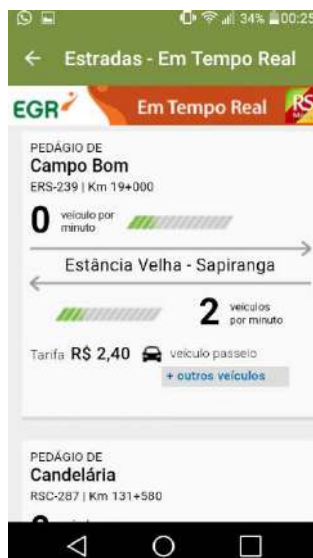 34% 00:25
Estradas - Em Tempo Real
EGR Em Tempo Real RS
PEDÁGIO DE
Campo Bom
ERS-239 | Km 19+000
0 veículo por
minuto
Estância Velha - Sapiranga
2 veículos
por minuto
Tarifa R$ 2,40 veículo passeio
+ outros veículos
PEDÁGIO DE
Candelária
RSC-287 | Km 131+580